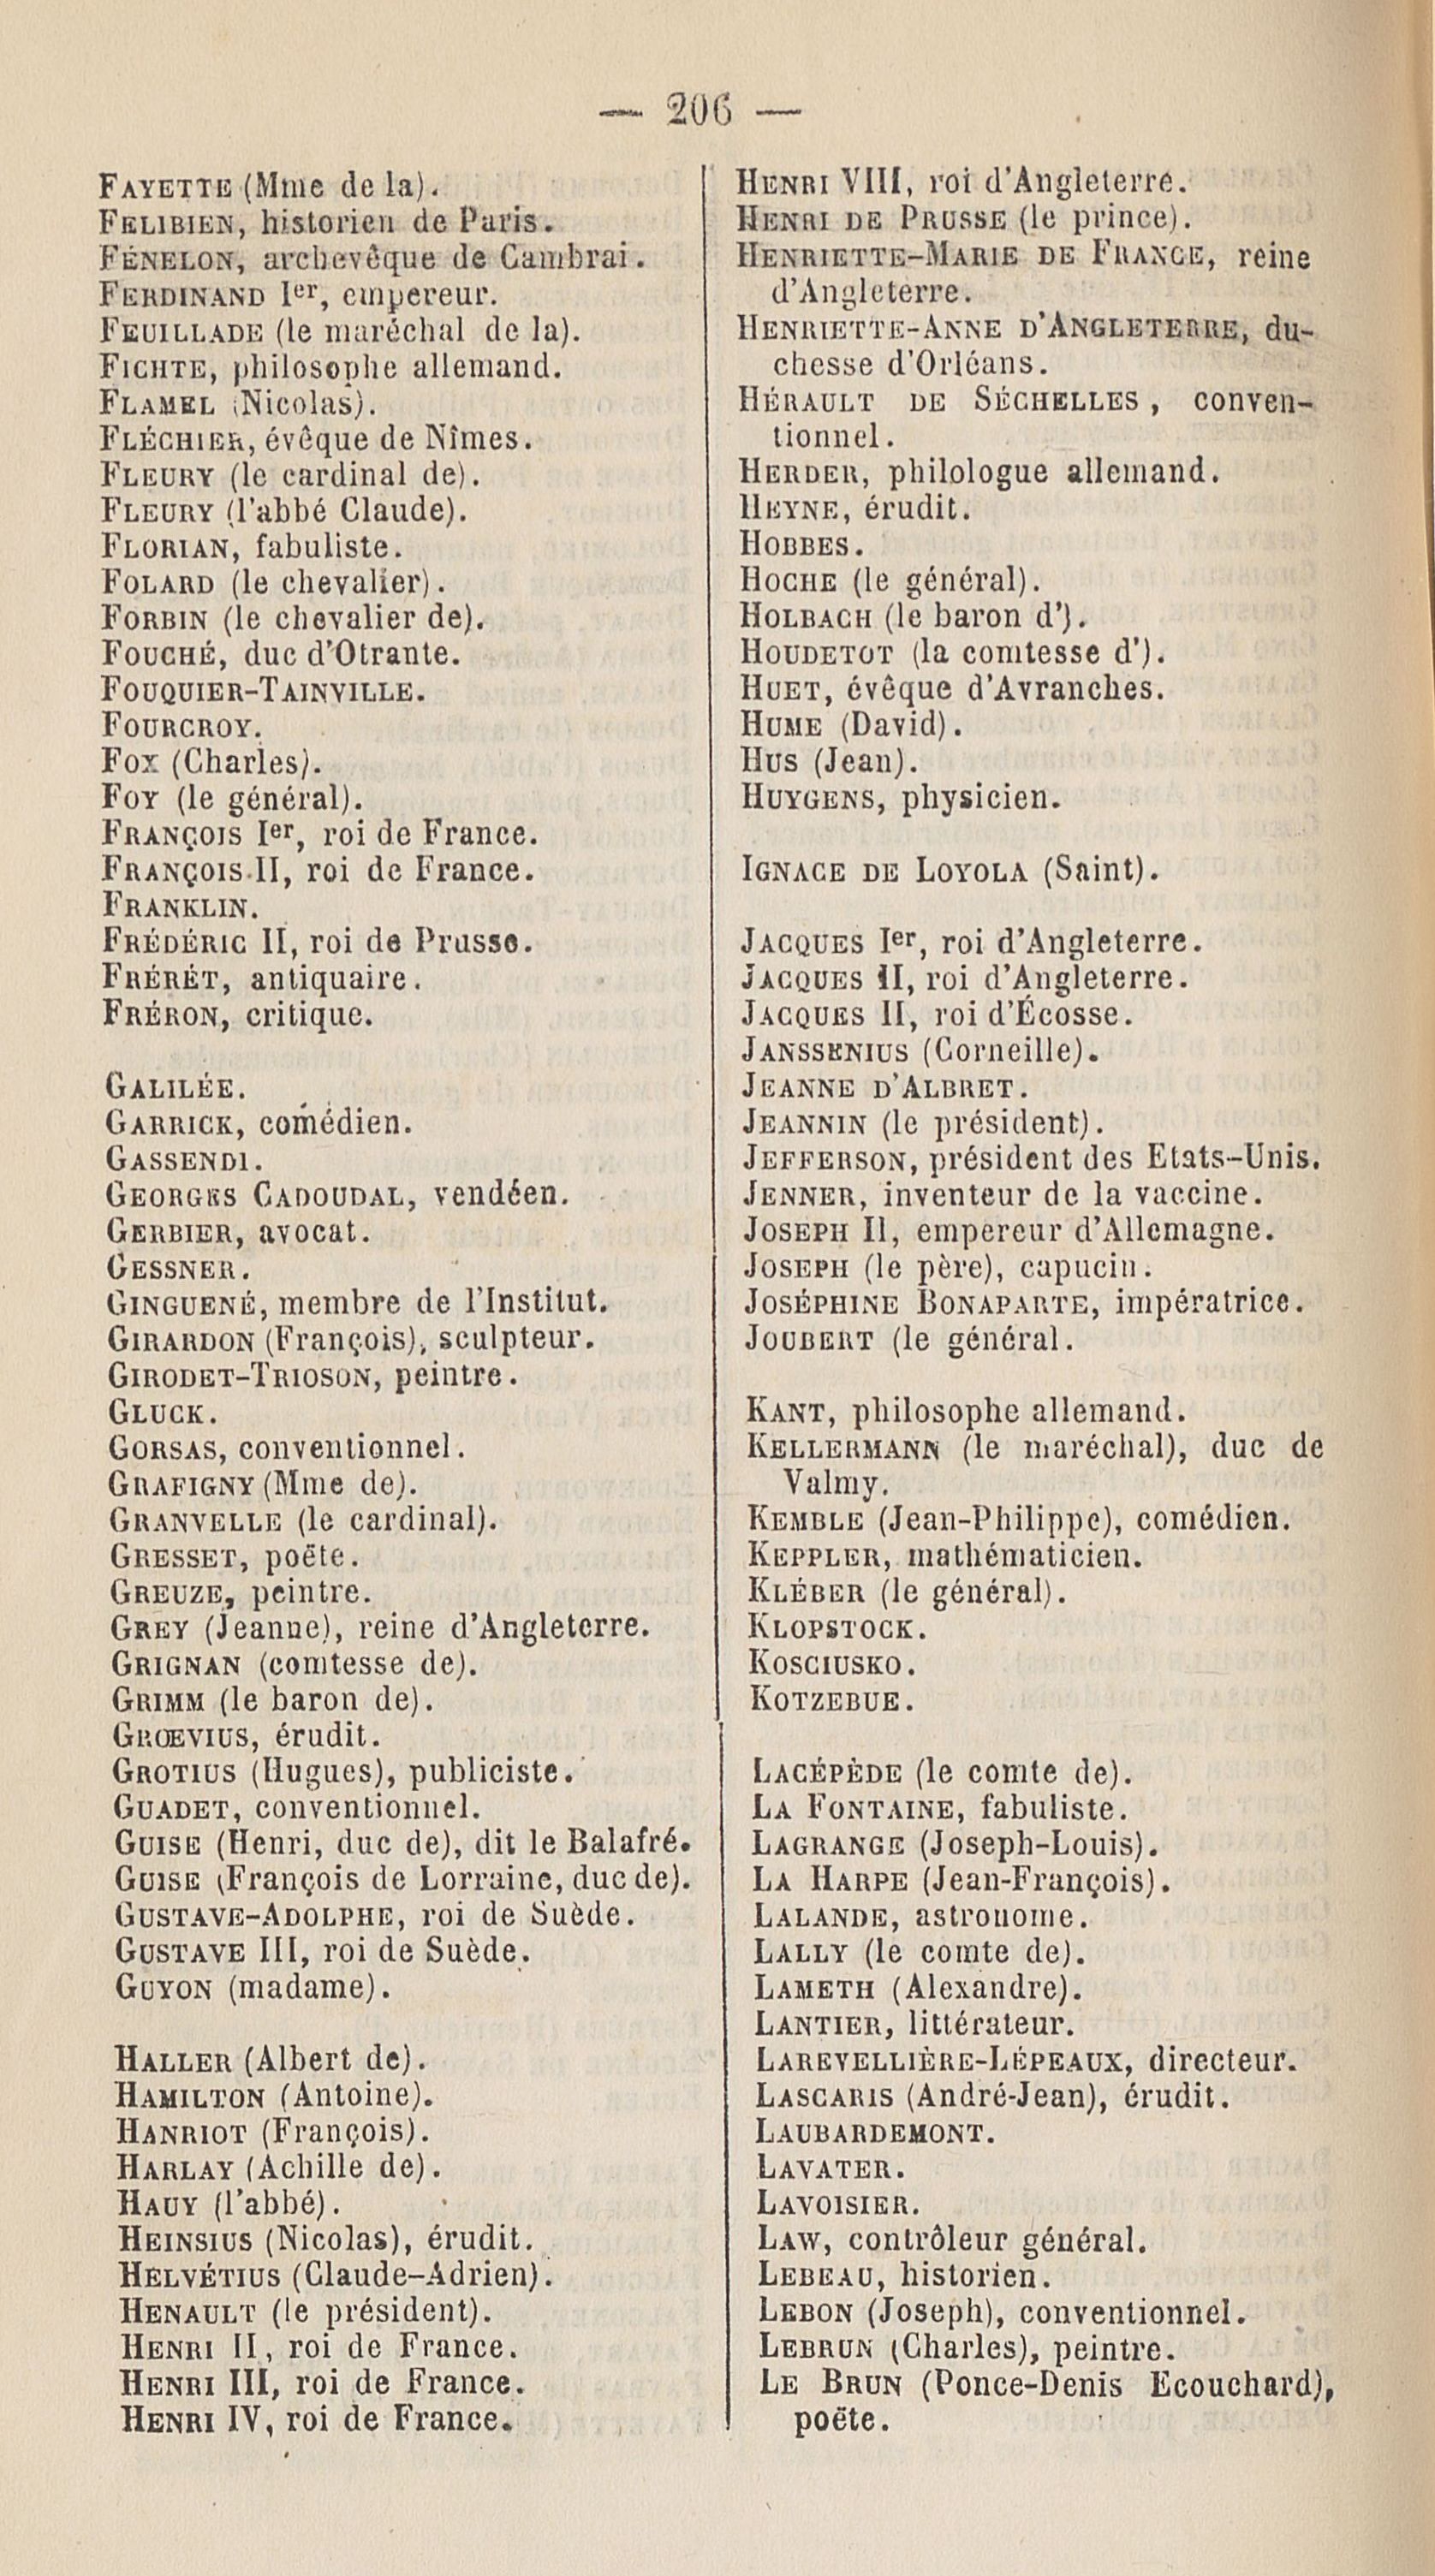 — 206 —
FAYETTE (Mme de la).
FELIBIEN, historien de Paris.
FÉNELON, archevêque de Cambrai.
FERDINAND Ier, empereur.
FEUILLADE (le maréchal de la).
FICHTE, philosophe allemand.
FLAMEL (Nicolas).
FLÉCHIER, évêque de Nîmes.
FLEURY (le cardinal de).
FLEURY (l'abbé Claude).
FLORIAN, fabuliste.
FOLARD (le chevalier).
FORBIN (le chevalier de).
FOUCHÉ, duc d'Otrante.
FOUQUIER-TAINVILLE.
FOURCROY.
FOX (Charles).
FOY (le général).
FRANÇOIS Ier, roi de France.
FRANÇOIS II, roi de France.
FRANKLIN.
FRÉDÉRIC II, roi de Prusse.
FRÉRÉT, antiquaire.
FRÉRON, critique.
GALILÉE.
GARRICK, comédien.
GASSENDI.
GEORGES CADOUDAL, vendéen.
GERBIER, avocat.
GESSNER.
GINGUENÉ, membre de l'Institut.
GIRARDON (François), sculpteur.
GIRODET-TRIOSON, peintre.
GLUCK.
GORSAS, conventionnel.
GRAFIGNY (Mme de).
GRANVELLE (le cardinal).
GRESSET, poëte.
GREUZE, peintre.
GREY (Jeanne), reine d'Angleterre.
GRIGNAN (comtesse de).
GRIMM (le baron de).
GRŒVIUS, érudit.
GROTIUS (Hugues), publiciste.
GUADET, conventionnel.
GUISE (Henri, duc de), dit le Balafré.
GUISE (François de Lorraine, duc de).
GUSTAVE-ADOLPHE, roi de Suède.
GUSTAVE III, roi de Suède.
GUYON (madame).
HALLER (Albert de).
HAMILTON (Antoine).
HANRIOT (François).
HARLAY (Achille de).
HAUY (l'abbé).
HEINSIUS (Nicolas), érudit.
HELVÉTIUS (Claude-Adrien).
HENAULT (le président).
HENRI II, roi de France.
HENRI III, roi de France.
HENRI IV, roi de France.
HENRI VIII, roi d'Angleterre.
HENRI DE PRUSSE (le prince).
HENRIETTE-MARIE DE FRANCE, reine
d'Angleterre.
HENRIETTE-ANNE D'ANGLETERRE, du-
chesse d'Orléans.
HÉRAULT DE SÉCHELLES, conven-
tionnel.
HERDER, philologue allemand.
HEYNE, érudit.
HOBBES.
HOCHE (le général).
HOLBACH (le baron d').
HOUDETOT (la comtesse d').
HUET, évêque d'Avranches.
HUME (David).
HUS (Jean).
HUYGENS, physicien.
IGNACE DE LOYOLA (Saint).
JACQUES Ier, roi d'Angleterre.
JACQUES II, roi d'Angleterre.
JACQUES II, roi d'Écosse.
JANSSENIUS (Corneille).
JEANNE D'ALBRET.
JEANNIN (le président).
JEFFERSON, président des Etats-Unis.
JENNER, inventeur de la vaccine.
JOSEPH II, empereur d'Allemagne.
JOSEPH (le père), capucin.
JOSÉPHINE BONAPARTE, impératrice.
JOUBERT (le général.
KANT, philosophe allemand.
KELLERMANN (le maréchal), duc de
Valmy.
KEMBLE (Jean-Philippe), comédien.
KEPPLER, mathématicien.
KLÉBER (le général).
KLOPSTOCK.
KOSCIUSKO.
KOTZEBUE.
LACÉPÈDE (le comte de).
LA FONTAINE, fabuliste.
LAGRANGE (Joseph-Louis).
LA HARPE (Jean-François).
LALANDE, astronome.
LALLY (le comte de).
LAMETH (Alexandre).
LANTIER, littérateur.
LAREVELLIÈRE-LÉPEAUX, directeur.
LASCARIS (André-Jean), érudit.
LAUBARDEMONT.
LAVATER.
LAVOISIER.
LAW, contrôleur général.
LEBEAU, historien.
LEBON (Joseph), conventionnel.
LEBRUN (Charles), peintre.
LE BRUN (Ponce-Denis Ecouchard),
poëte.